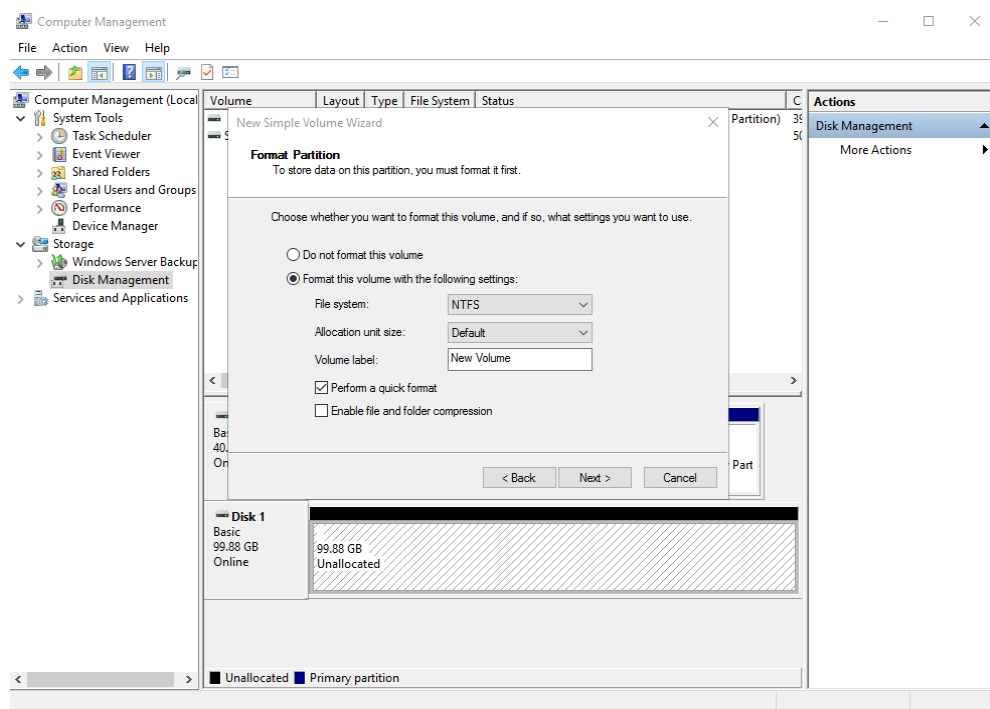 Computer Management
File Action View Help
Computer Management (Local
System Tools
Task Scheduler
Event Viewer
Shared Folders
Local Users and Groups
Performance
Device Manager
Storage
Windows Server Backup
Disk Management
Services and Applications
Volume Layout Type File System Status C
Partition) 39
S 50
New Simple Volume Wizard
Format Partition
To store data on this partition, you must format it first.
Choose whether you want to format this volume, and if so, what settings you want to use.
Do not format this volume
Format this volume with the following settings:
File system: NTFS
Allocation unit size: Default
Volume label: New Volume
Perform a quick format
Enable file and folder compression
< Back Next > Cancel
Bas
40.
On
Part
Disk 1
Basic
99.88 GB
Online
99.88 GB
Unallocated
Unallocated Primary partition
Actions
Disk Management
More Actions